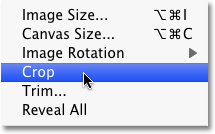 Image Size... ⌥⌘I
Canvas Size... ⌥⌘C
Image Rotation ▶
Crop
Trim...
Reveal All